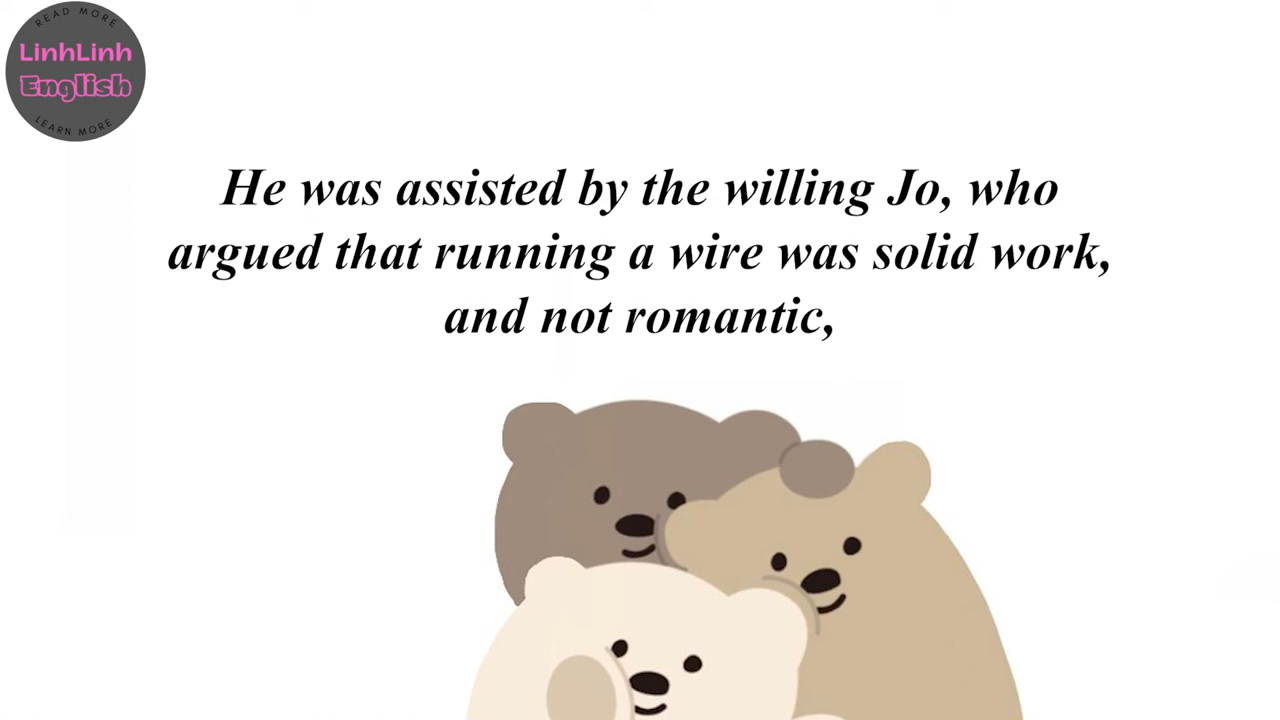 READ MORE
LinhLinh
English
LEARN MORE
He was assisted by the willing Jo, who
argued that running a wire was solid work,
and not romantic,